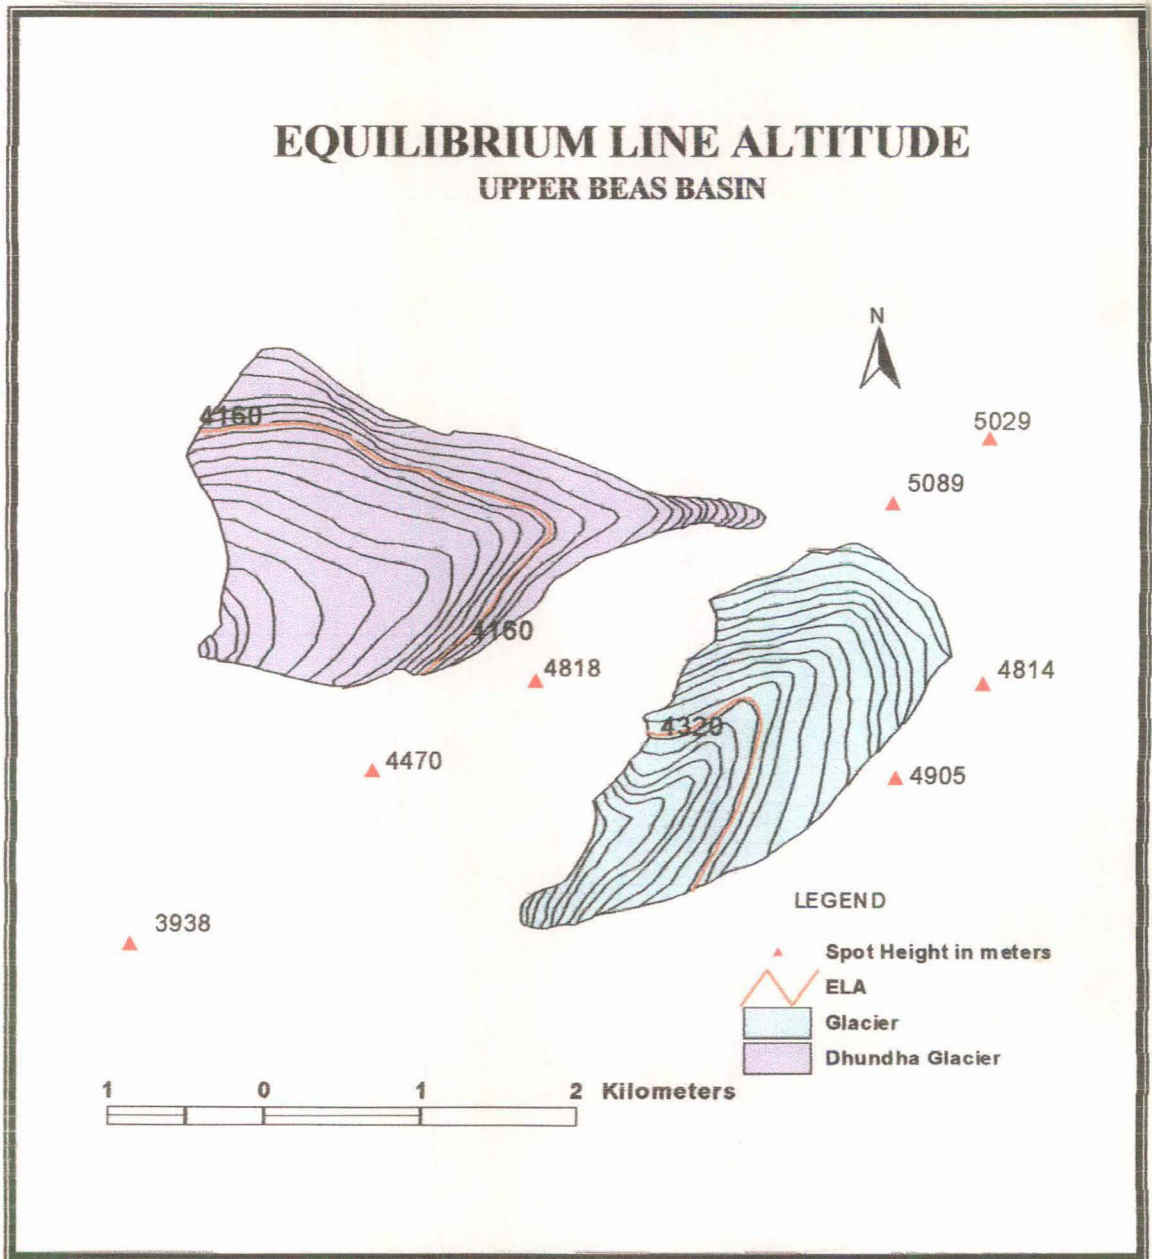 EQUILIBRIUM LINE ALTITUDE
UPPER BEAS BASIN
N
4160
5029
5089
4160
4818
4814
4320
4470
4905
LEGEND
3938
Spot Height in meters
ELA
Glacier
Dhundha Glacier
1 0 1 2 Kilometers